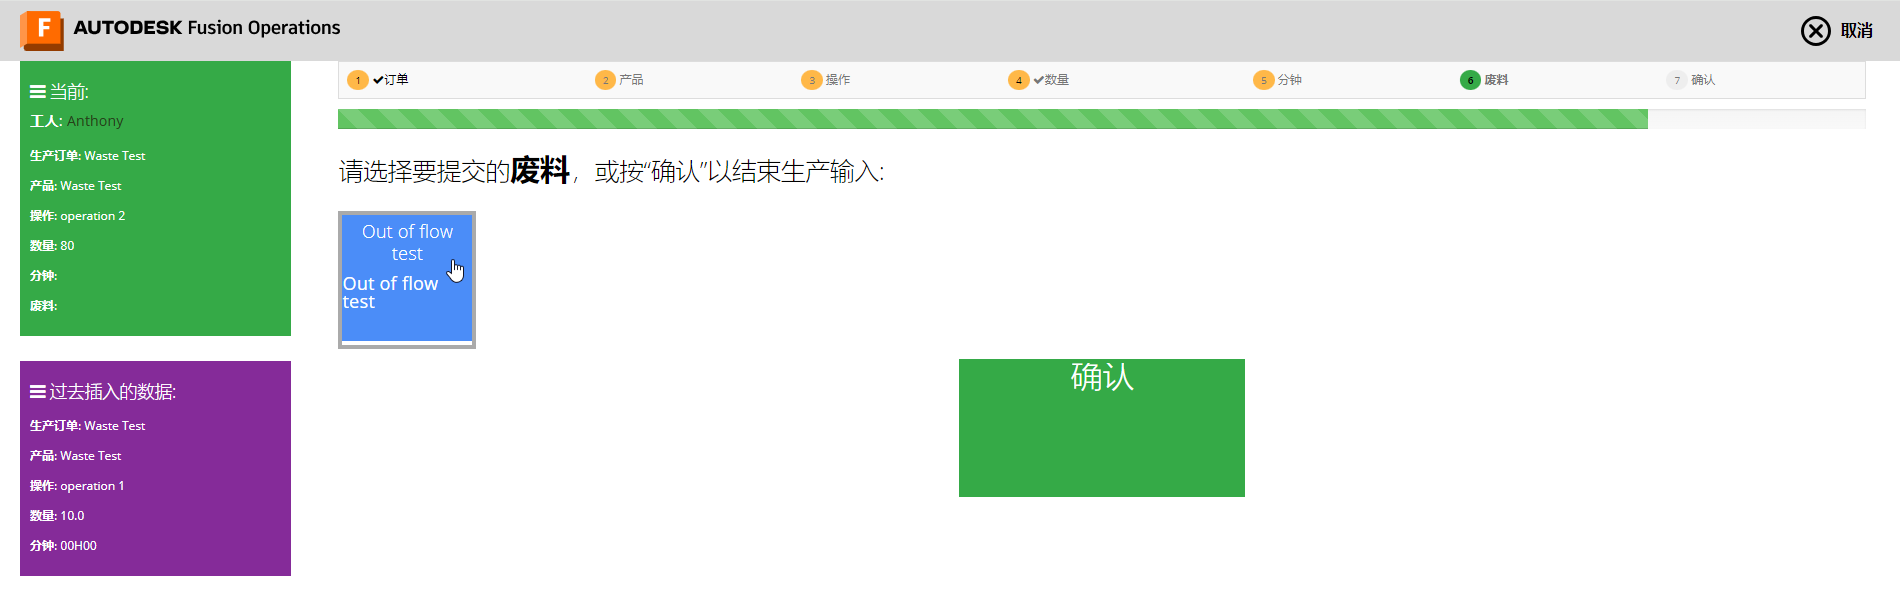 F AUTODESK Fusion Operations
取消
当前:
工人: Anthony
生产订单: Waste Test
产品: Waste Test
操作: operation 2
数量: 80
分钟:
废料:
过去插入的数据:
生产订单: Waste Test
产品: Waste Test
操作: operation 1
数量: 10.0
分钟: 00H00
1 ✔订单 2 产品 3 操作 4 ✔数量 5 分钟 6 废料 7 确认
请选择要提交的废料，或按“确认”以结束生产输入:
Out of flow
test
Out of flow
test
确认